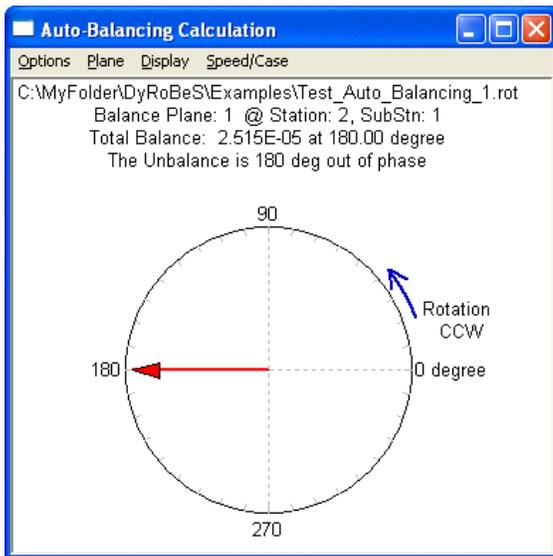 Auto-Balancing Calculation
Options Plane Display Speed/Case
C:\MyFolder\DyRoBeS\Examples\Test_Auto_Balancing_1.rot
Balance Plane: 1 @ Station: 2, SubStn: 1
Total Balance: 2.515E-05 at 180.00 degree
The Unbalance is 180 deg out of phase
90
Rotation
CCW
180
0 degree
270